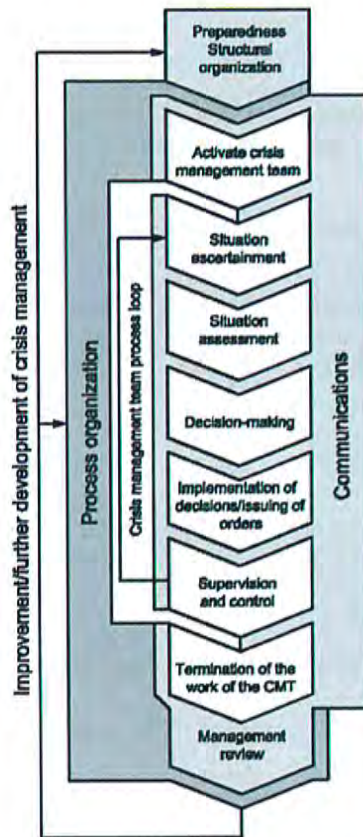 Preparedness
Structural
organization
Activate crisis
management team
Situation
ascertainment
Situation
assessment
Decision-making
Implementation of
decisions/issuing of
orders
Supervision
and control
Termination of the
work of the CMT
Management
review
Improvement/further development of crisis management
Process organization
Crisis management team process loop
Communications